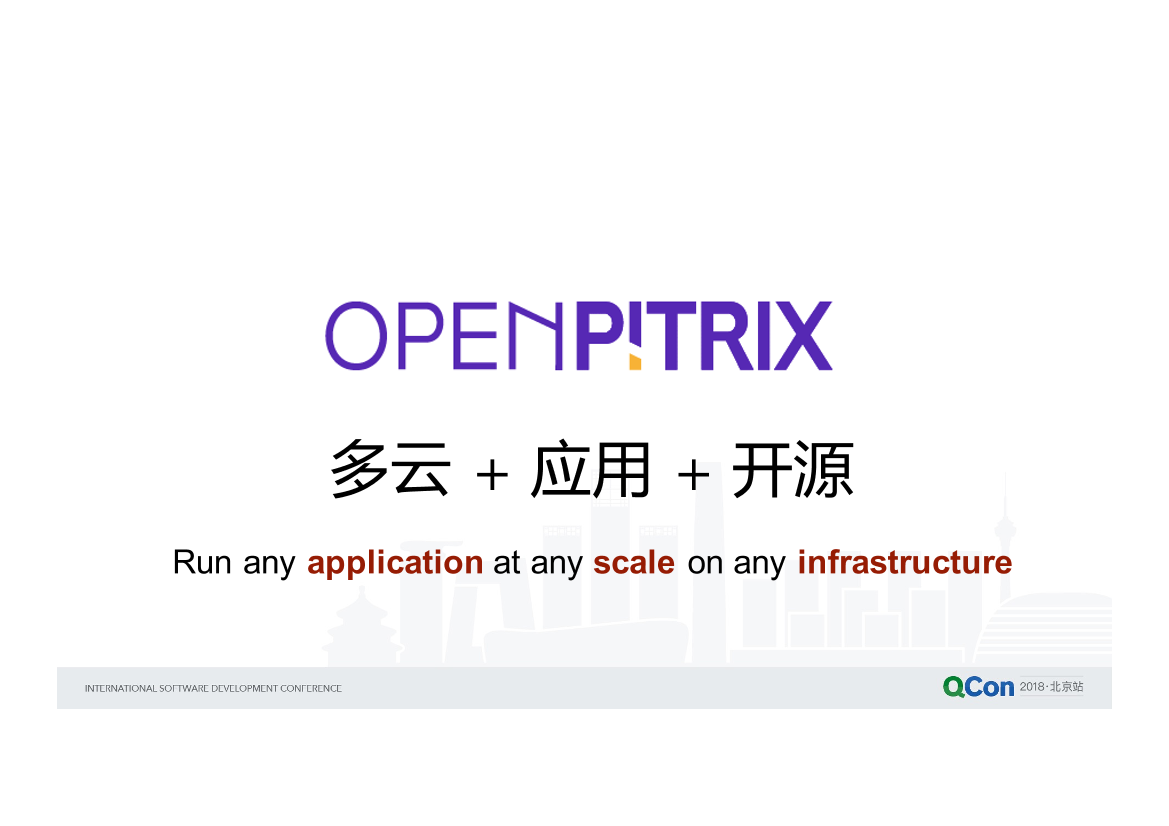 OPENPITRIX
多云 + 应用 + 开源
Run any application at any scale on any infrastructure
INTERNATIONAL SOFTWARE DEVELOPMENT CONFERENCE
QCon 2018·北京站